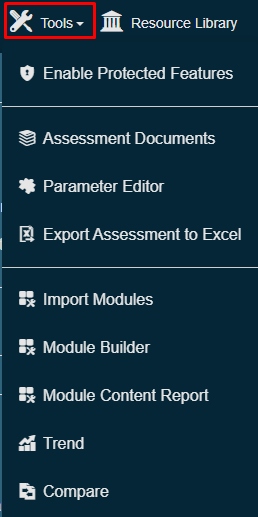 Tools Resource Library
Enable Protected Features
Assessment Documents
Parameter Editor
Export Assessment to Excel
Import Modules
Module Builder
Module Content Report
Trend
Compare